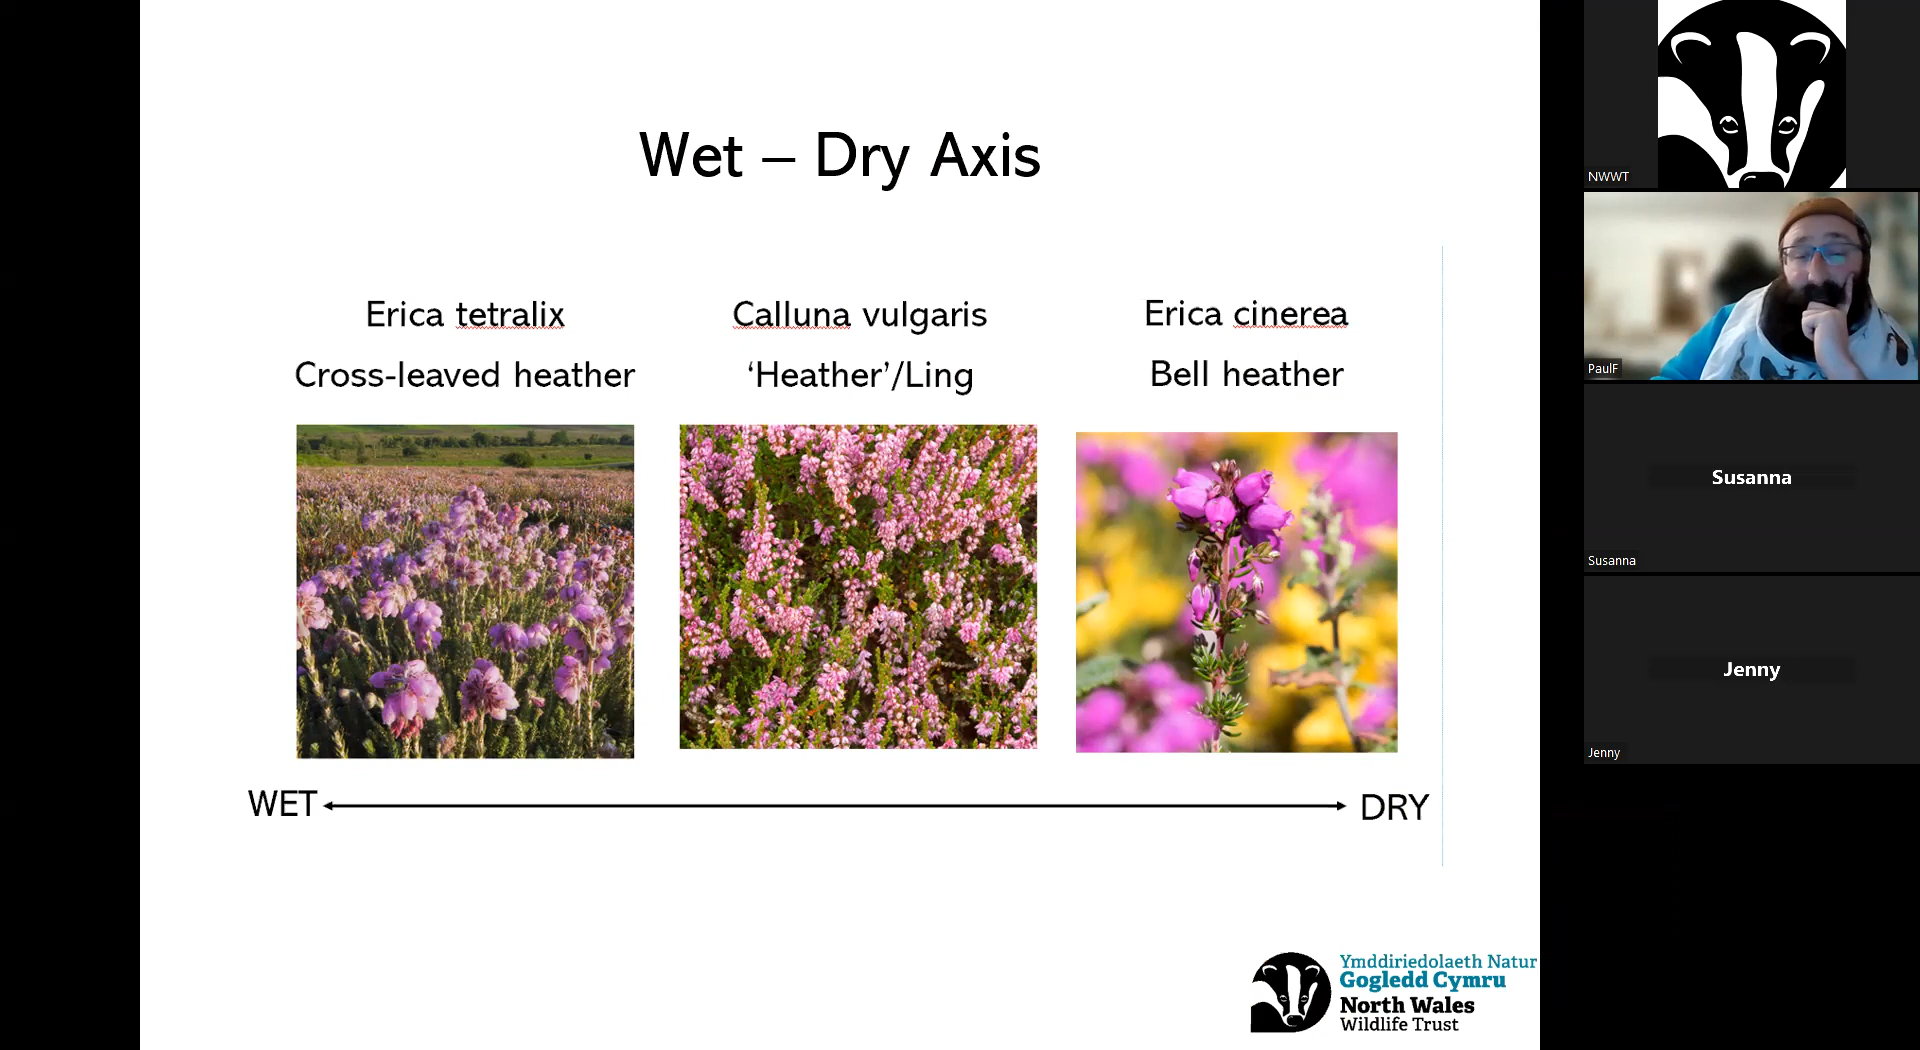 Wet – Dry Axis
Erica tetralix
Cross-leaved heather
Calluna vulgaris
‘Heather’/Ling
Erica cinerea
Bell heather
WET
DRY
Ymddiriedolaeth Natur
Gogledd Cymru
North Wales
Wildlife Trust
NWWT
PaulF
Susanna
Susanna
Jenny
Jenny